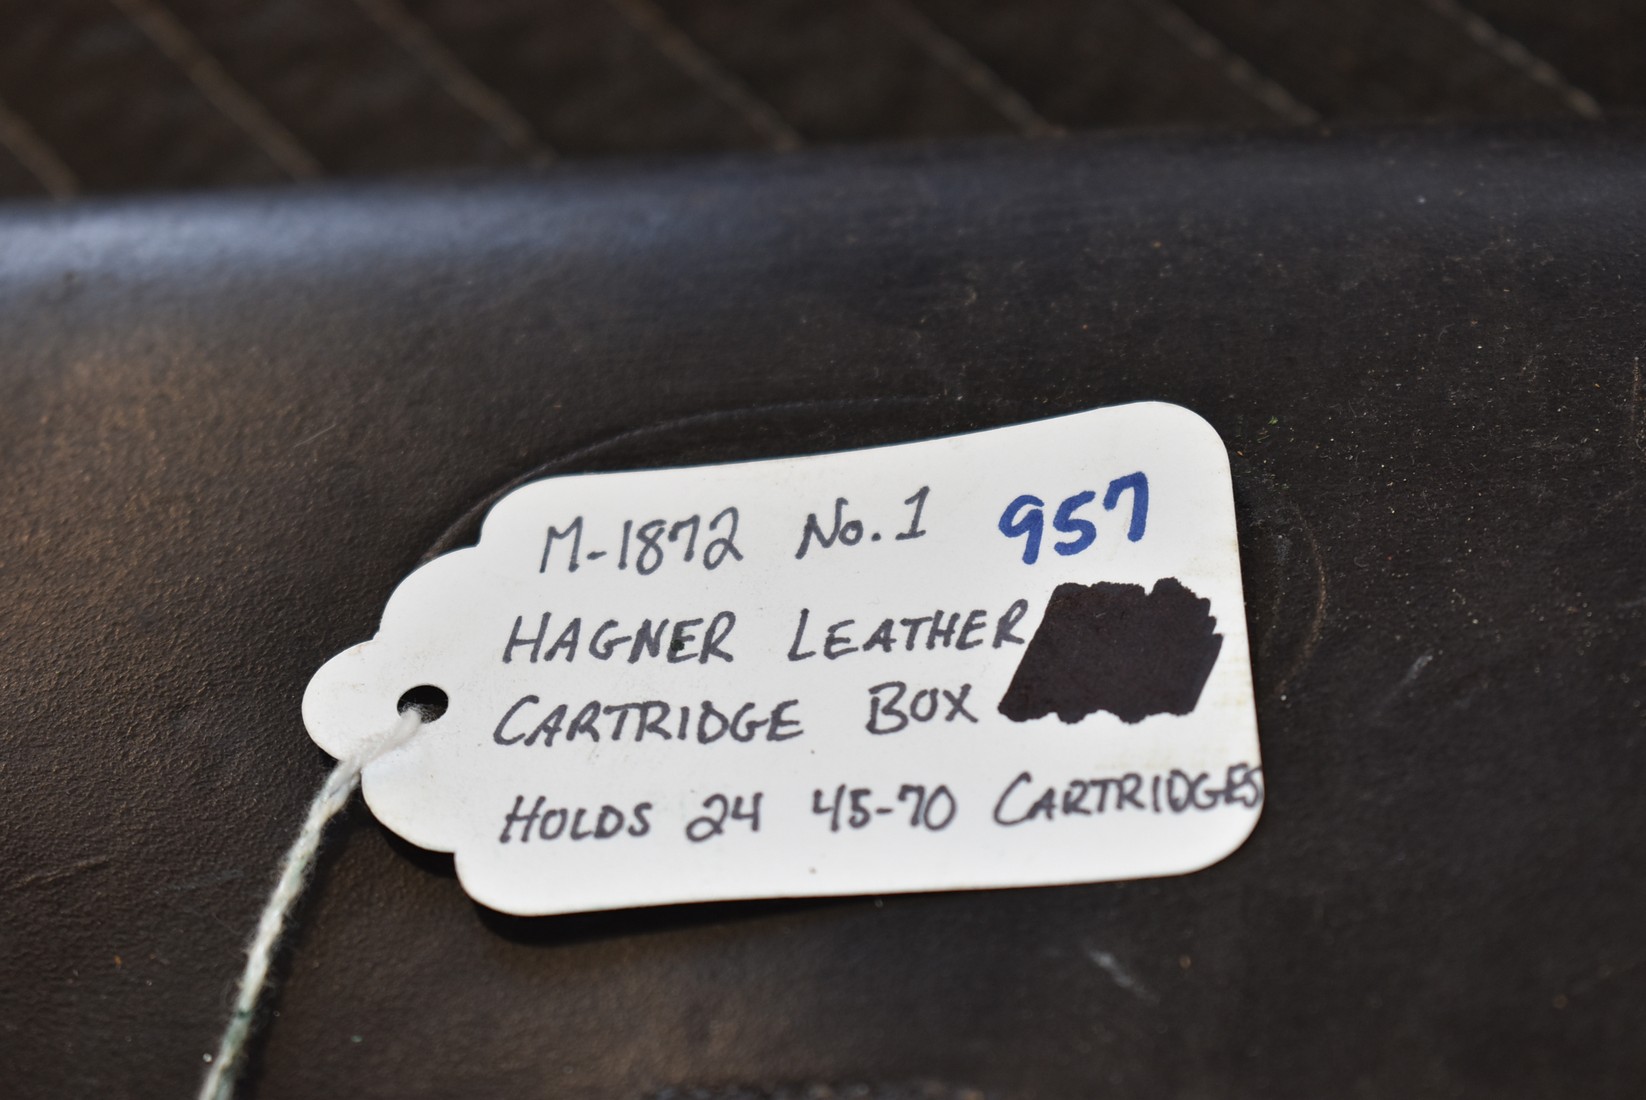 M-1872 No. 1 957
HAGNER LEATHER
CARTRIDGE BOX
HOLDS 24 45-70 CARTRIDGES